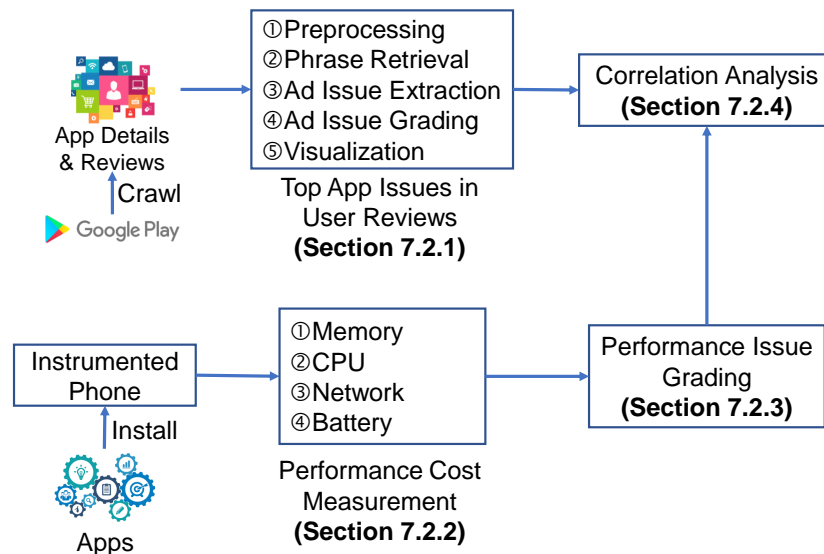 ①Preprocessing
②Phrase Retrieval
③Ad Issue Extraction
④Ad Issue Grading
⑤Visualization
Top App Issues in
User Reviews
(Section 7.2.1)
App Details
& Reviews
Crawl
Google Play
Correlation Analysis
(Section 7.2.4)
Instrumented
Phone
Install
Apps
①Memory
②CPU
③Network
④Battery
Performance Cost
Measurement
(Section 7.2.2)
Performance Issue
Grading
(Section 7.2.3)